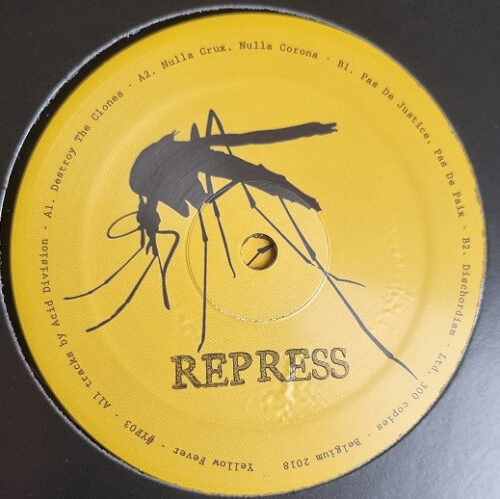 All tracks by Acid Division - A1. Destroy The Clones - A2. Nulla Crux, Nulla Corona - B1. Pas De Justice, Pas De Paix - B2. Dischordiam - Ltd. 300 copies - Belgium 2018
Yellow Fever - #YF03 -
REPRESS